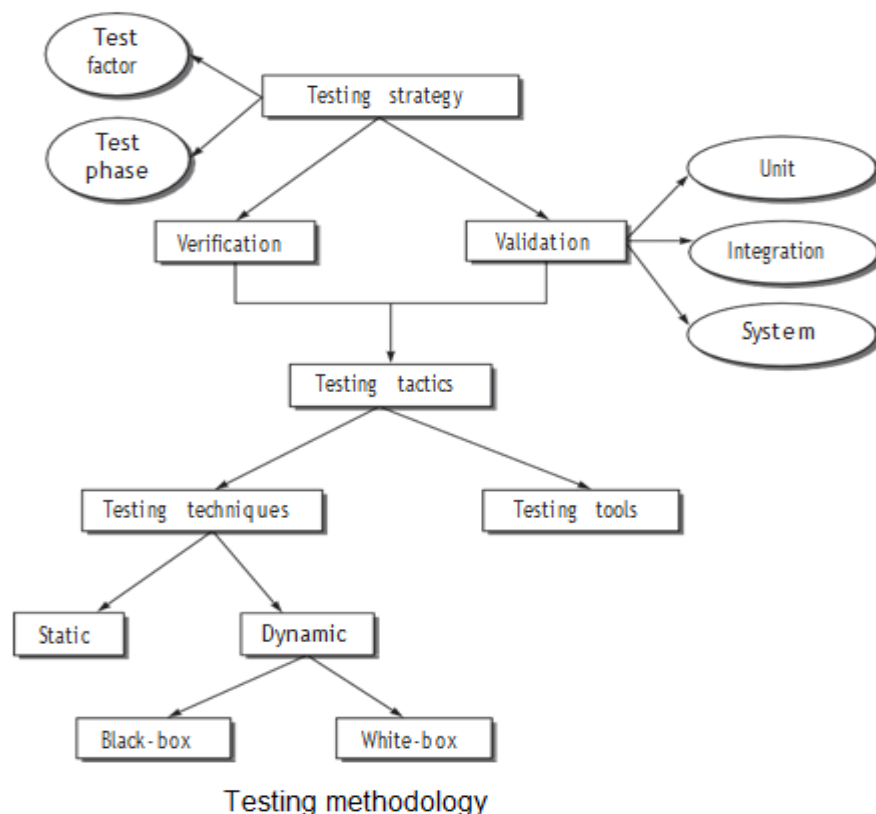 Test
factor
Testing strategy
Test
phase
Unit
Verification
Validation
Integration
System
Testing tactics
Testing techniques
Testing tools
Static
Dynamic
Black-box
White-box
Testing methodology